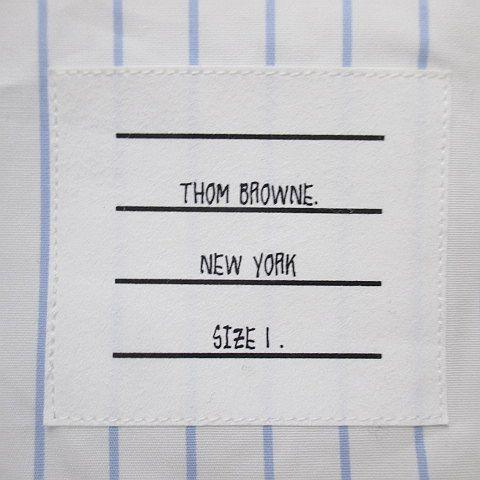 THOM BROWNE.
NEW YORK
SIZE 1.